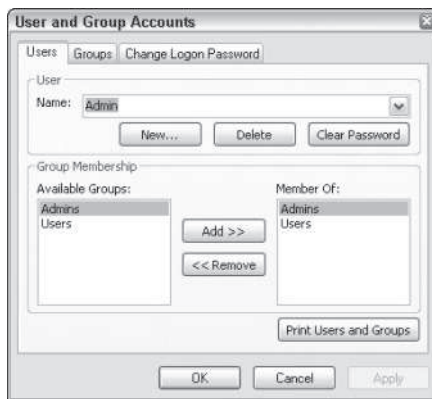 User and Group Accounts
Users Groups Change Logon Password
User
Name: Admin
New... Delete Clear Password
Group Membership
Available Groups: Member Of:
Admins Admins
Users Users
Add >>
<< Remove
Print Users and Groups
OK Cancel Apply